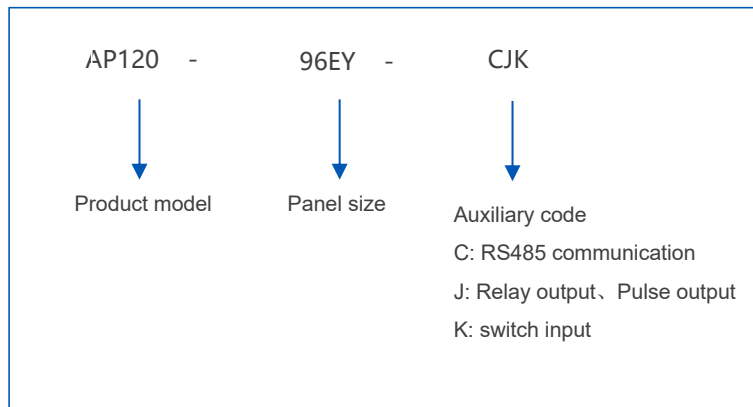 AP120 - 96EY - CJK
Product model
Panel size
Auxiliary code
C: RS485 communication
J: Relay output、Pulse output
K: switch input